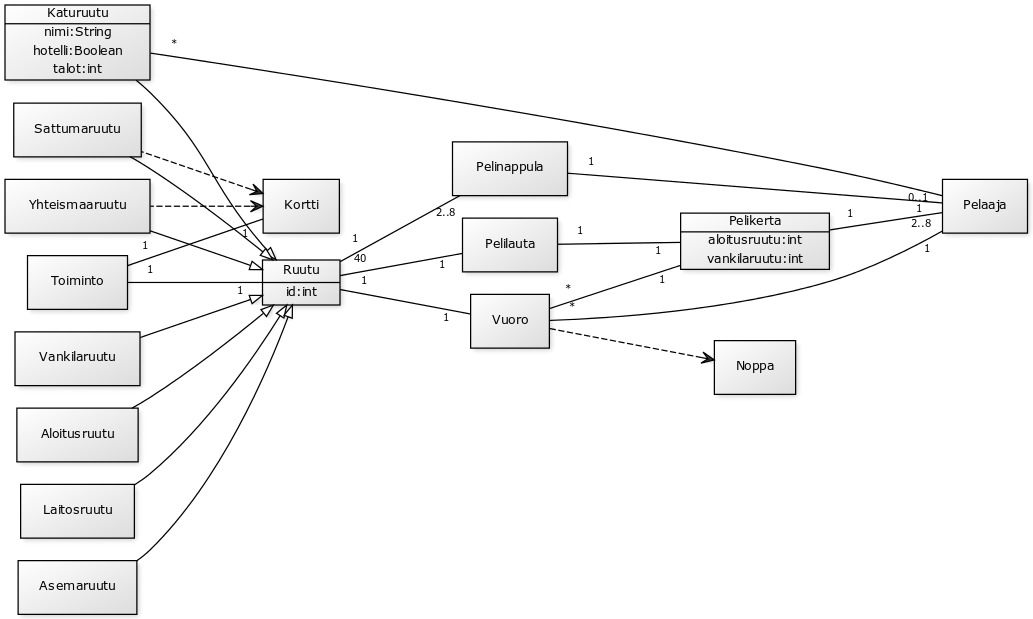 Katuruutu
nimi:String
hotelli:Boolean
talot:int
*
Sattumaruutu
Pelinappula
1
Yhteismaaruutu
Kortti
0..1
Pelaaja
1
2..8
2..8
Pelikerta
1
aloitusruutu:int
vankilaruutu:int
Pelilauta
1
1
1
1
1
1
40
1
1
Toiminto
1
Ruutu
id:int
1
1
*
*
1
Vuoro
1
Vankilaruutu
Noppa
Aloitusruutu
Laitosruutu
Asemaruutu